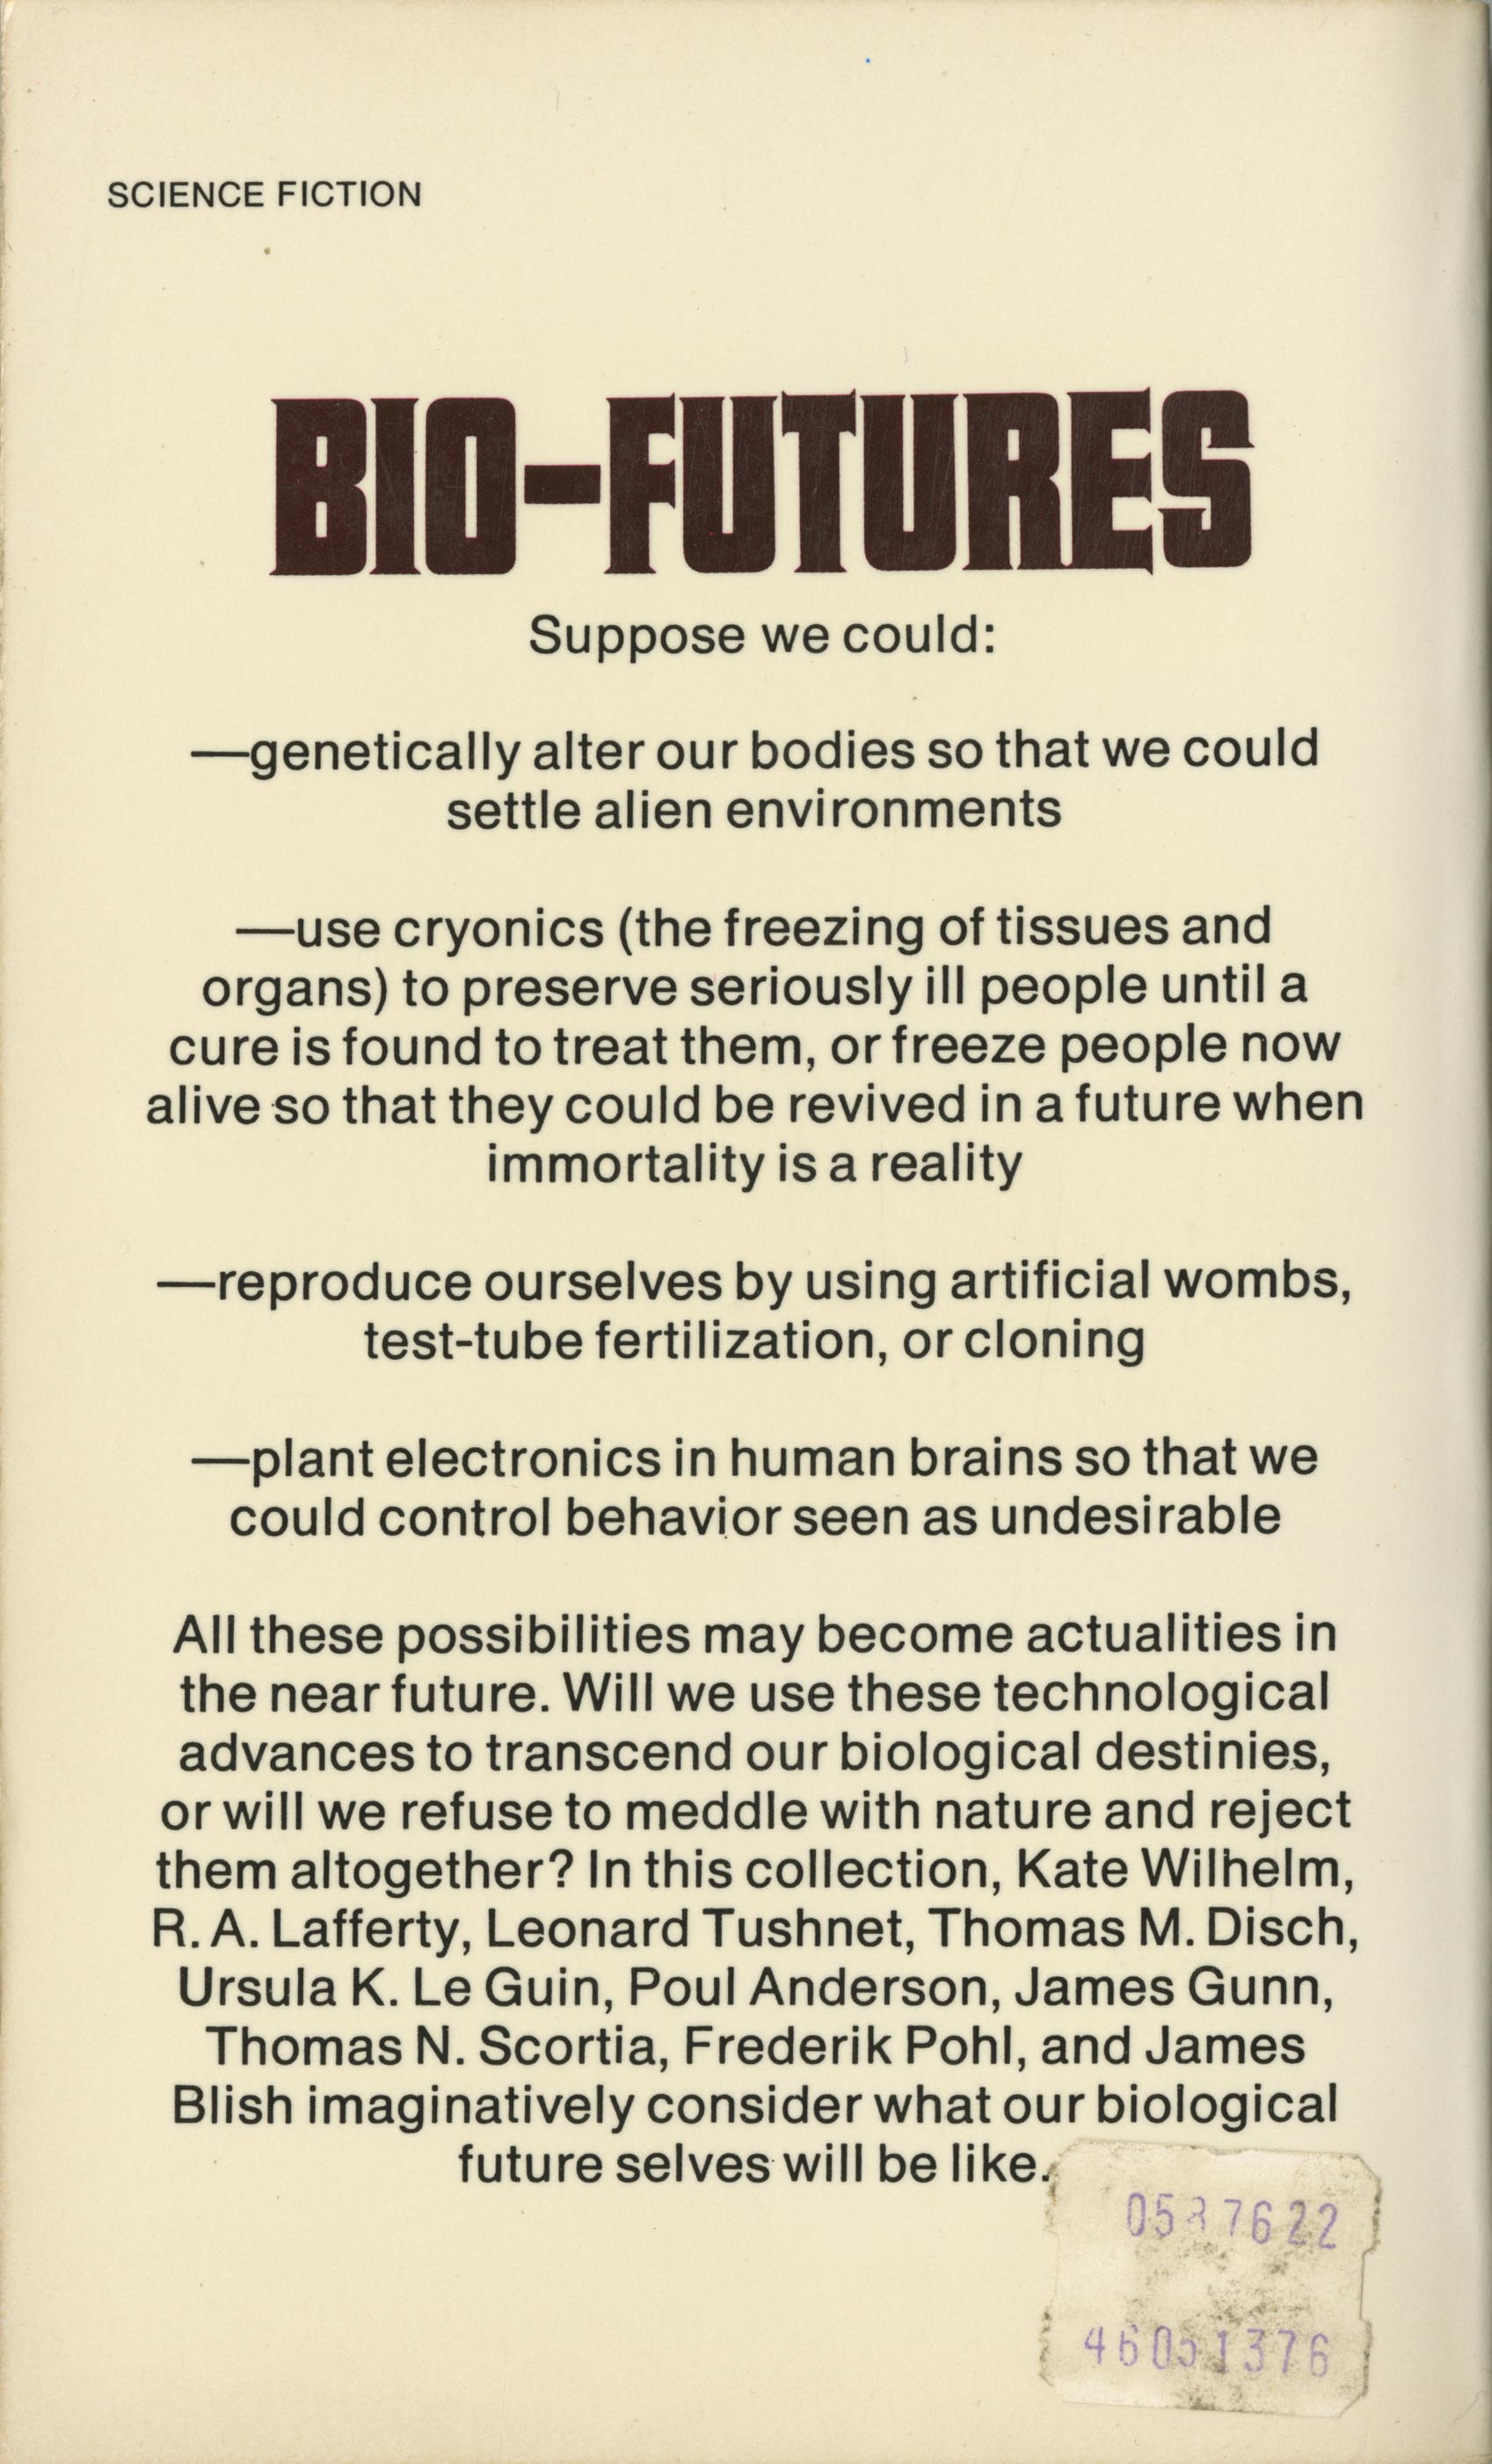 SCIENCE FICTION
BIO-FUTURES
Suppose we could:
—genetically alter our bodies so that we could
settle alien environments
—use cryonics (the freezing of tissues and
organs) to preserve seriously ill people until a
cure is found to treat them, or freeze people now
alive so that they could be revived in a future when
immortality is a reality
—reproduce ourselves by using artificial wombs,
test-tube fertilization, or cloning
—plant electronics in human brains so that we
could control behavior seen as undesirable
All these possibilities may become actualities in
the near future. Will we use these technological
advances to transcend our biological destinies,
or will we refuse to meddle with nature and reject
them altogether? In this collection, Kate Wilhelm,
R. A. Lafferty, Leonard Tushnet, Thomas M. Disch,
Ursula K. Le Guin, Poul Anderson, James Gunn,
Thomas N. Scortia, Frederik Pohl, and James
Blish imaginatively consider what our biological
future selves will be like.